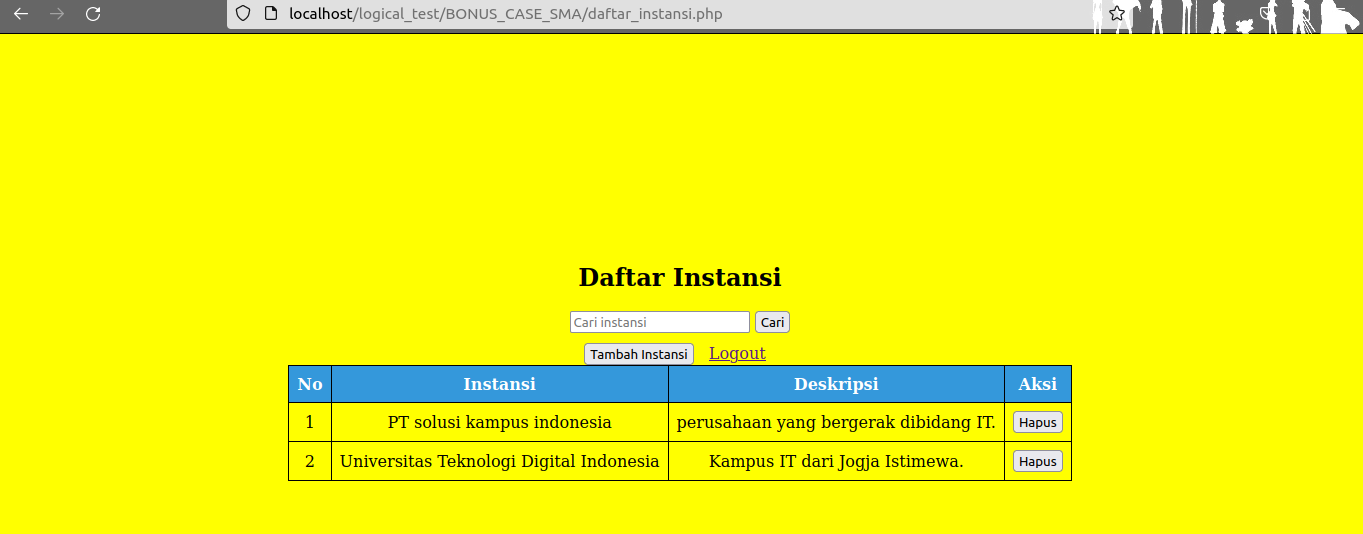 localhost/logical_test/BONUS_CASE_SMA/daftar_instansi.php
Daftar Instansi
Cari instansi Cari
Tambah Instansi Logout
No Instansi Deskripsi Aksi
1 PT solusi kampus indonesia perusahaan yang bergerak dibidang IT. Hapus
2 Universitas Teknologi Digital Indonesia Kampus IT dari Jogja Istimewa. Hapus